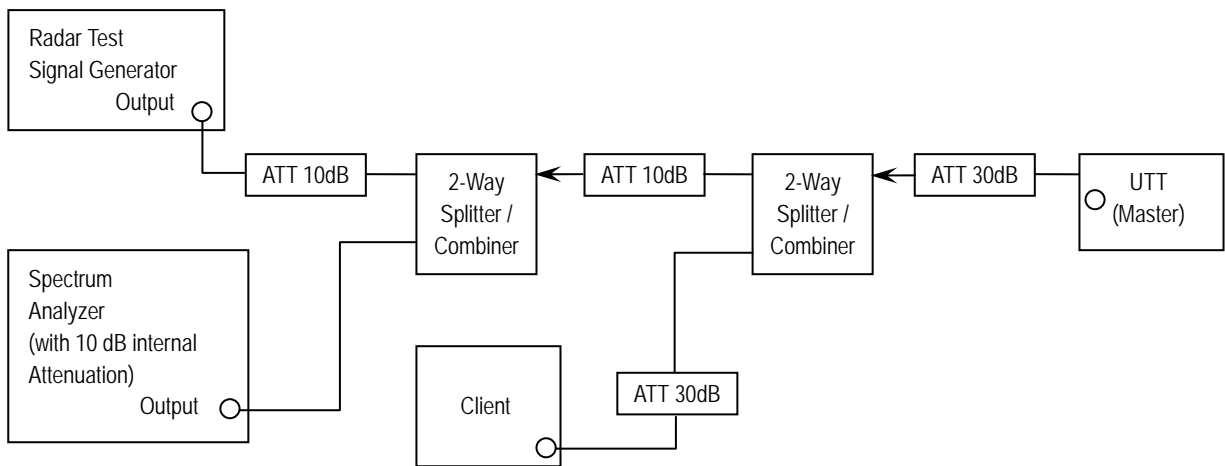 Radar Test
Signal Generator
Output
ATT 10dB
2-Way
Splitter /
Combiner
ATT 10dB
2-Way
Splitter /
Combiner
ATT 30dB
UTT
(Master)
Spectrum
Analyzer
(with 10 dB internal
Attenuation)
Output
Client
ATT 30dB